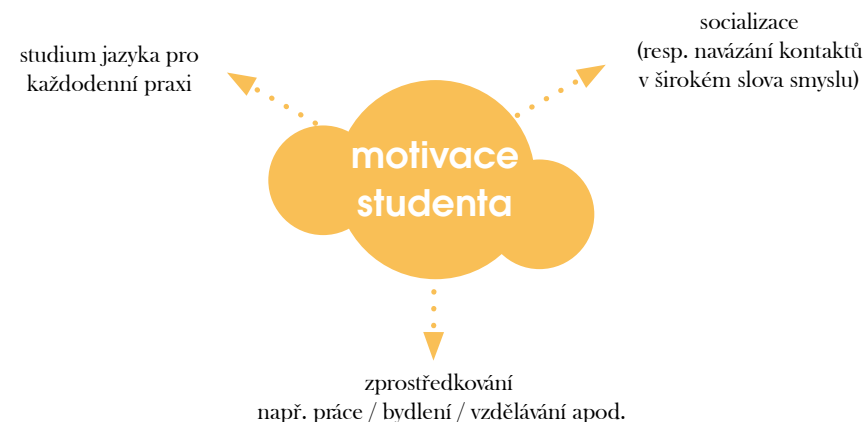 socializace
(resp. navázání kontaktů
v širokém slova smyslu)
studium jazyka pro
každodenní praxi
motivace
studenta
zprostředkování
např. práce / bydlení / vzdělávání apod.